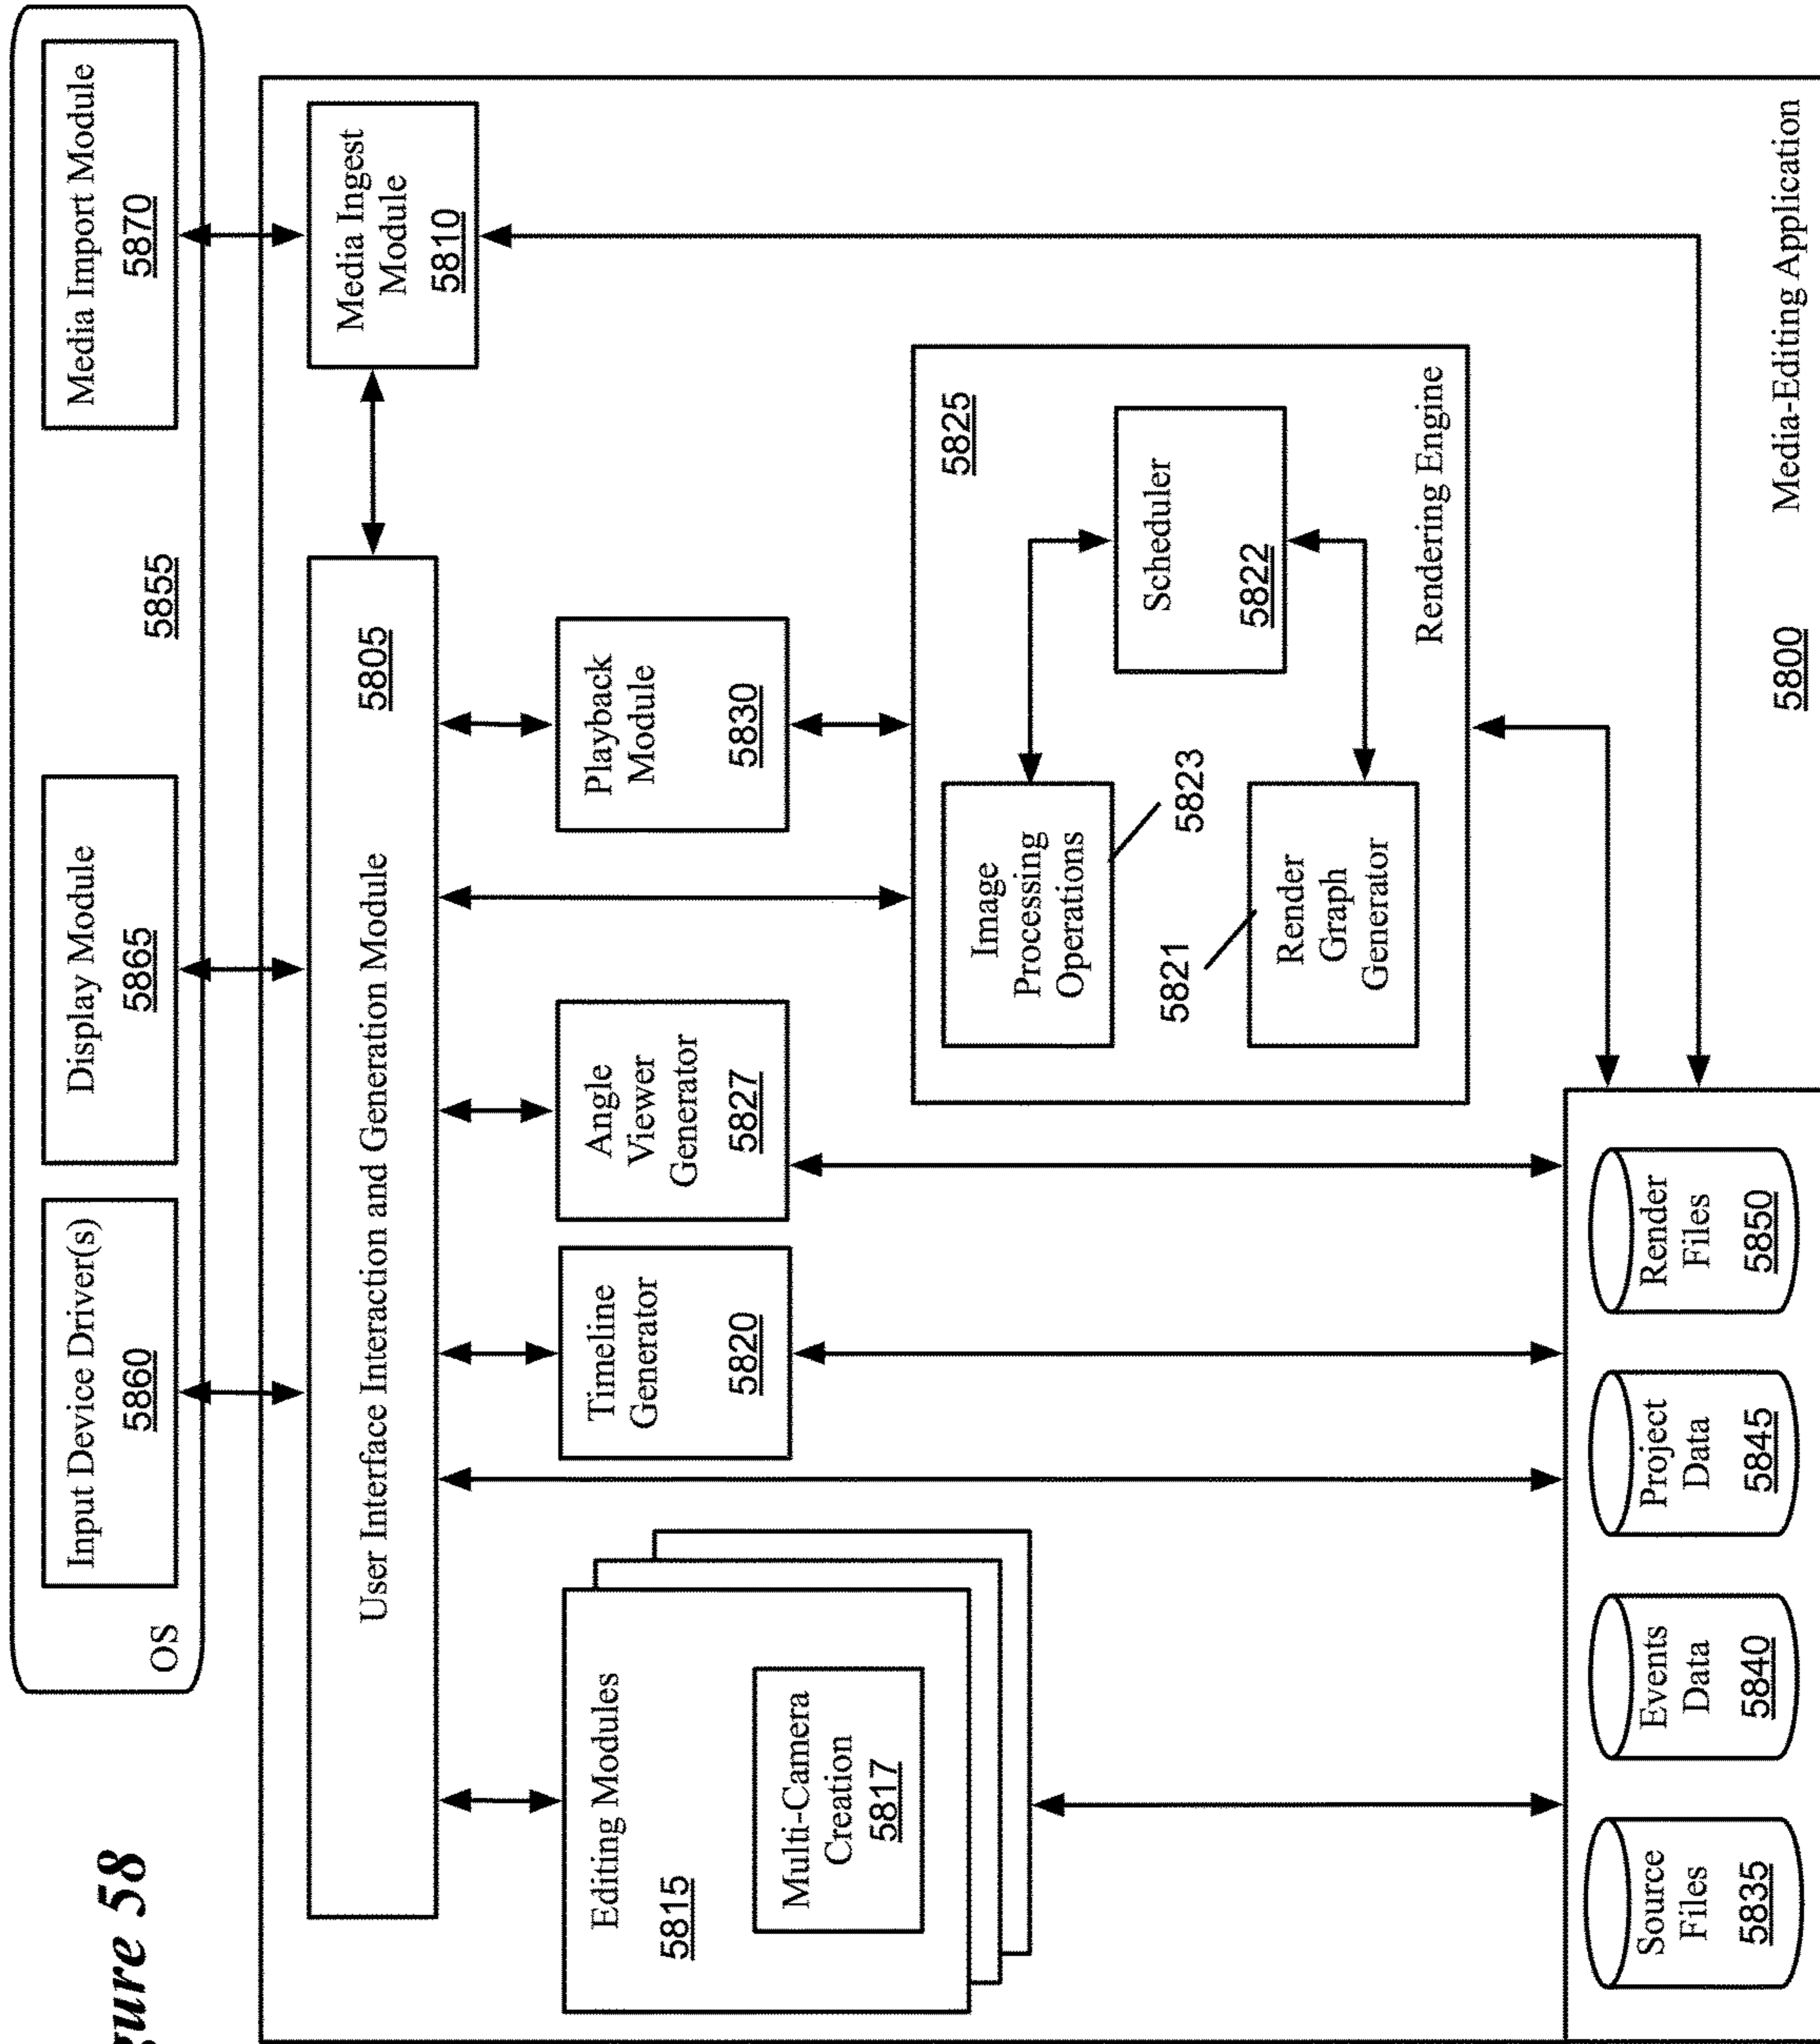 gure 58
OS
Input Device Driver(s)
5860
Display Module
5865
5855
Media Import Module
5870
User Interface Interaction and Generation Module
5805
Media Ingest
Module
5810
Editing Modules
5815
Multi-Camera
Creation
5817
Timeline
Generator
5820
Angle
Viewer
Generator
5827
Playback
Module
5830
5825
Image
Processing
Operations
5823
Scheduler
5822
5821
Render
Graph
Generator
Rendering Engine
Source
Files
5835
Events
Data
5840
Project
Data
5845
Render
Files
5850
5800
Media-Editing Application